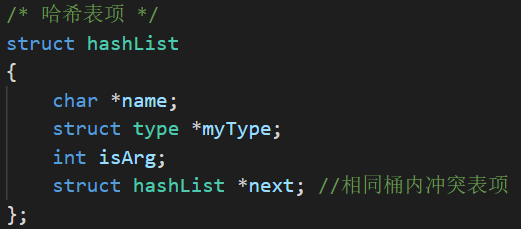 /* 哈希表项 */
struct hashList
{
    char *name;
    struct type *myType;
    int isArg;
    struct hashList *next; //相同桶内冲突表项
};